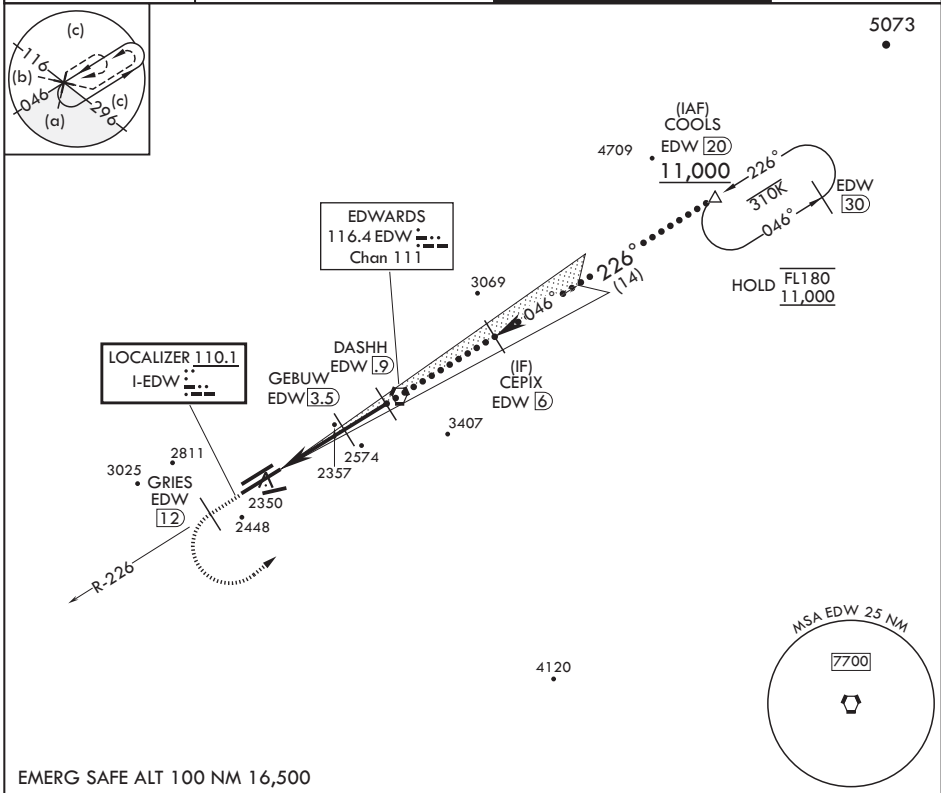 (c)
116
(b)
046
(a)
296
(c)
5073
(IAF)
COOLS
EDW 20
11,000
4709
226°
310K
046°
EDW
30
HOLD FL180
11,000
EDWARDS
116.4 EDW
Chan 111
3069
226°
(14)
046°
LOCALIZER 110.1
I-EDW
DASHH
EDW .9
GEBUW
EDW 3.5
(IF)
CEPIX
EDW 6
3407
2574
2357
2811
3025
GRIES
EDW
12
2350
2448
R-226
MSA EDW 25 NM
7700
4120
EMERG SAFE ALT 100 NM 16,500